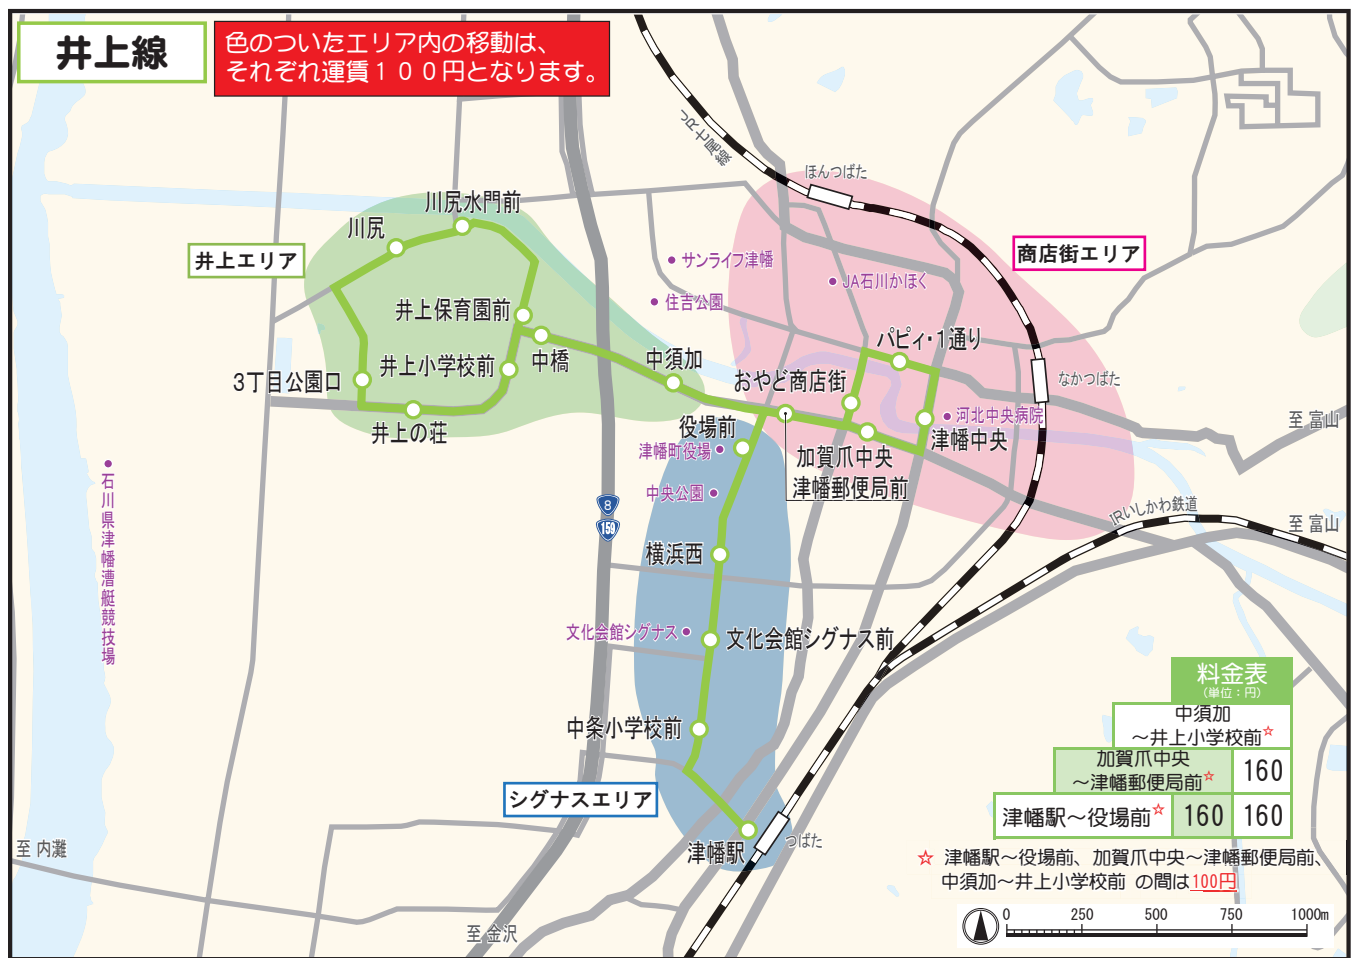 井上線
色のついたエリア内の移動は、
それぞれ運賃１００円となります。
JR七尾線
ほんつばた
川尻水門前
川尻
井上エリア
商店街エリア
サンライフ津幡
JA石川かほく
住吉公園
井上保育園前
パピィ・1通り
中橋
中須加
井上小学校前
おやど商店街
なかつばた
3丁目公園口
井上の荘
役場前
河北中央病院
至 富山
津幡町役場
加賀爪中央
津幡中央
津幡郵便局前
中央公園
石川県津幡漕艇競技場
8
159
IRいしかわ鉄道
至 富山
横浜西
文化会館シグナス
文化会館シグナス前
中条小学校前
シグナスエリア
津幡駅
つばた
至 内灘
至 金沢
料金表
（単位：円）
中須加
～井上小学校前☆
加賀爪中央
～津幡郵便局前☆
160
津幡駅～役場前☆
160
160
☆ 津幡駅～役場前、加賀爪中央～津幡郵便局前、
中須加～井上小学校前 の間は100円
0
250
500
750
1000m